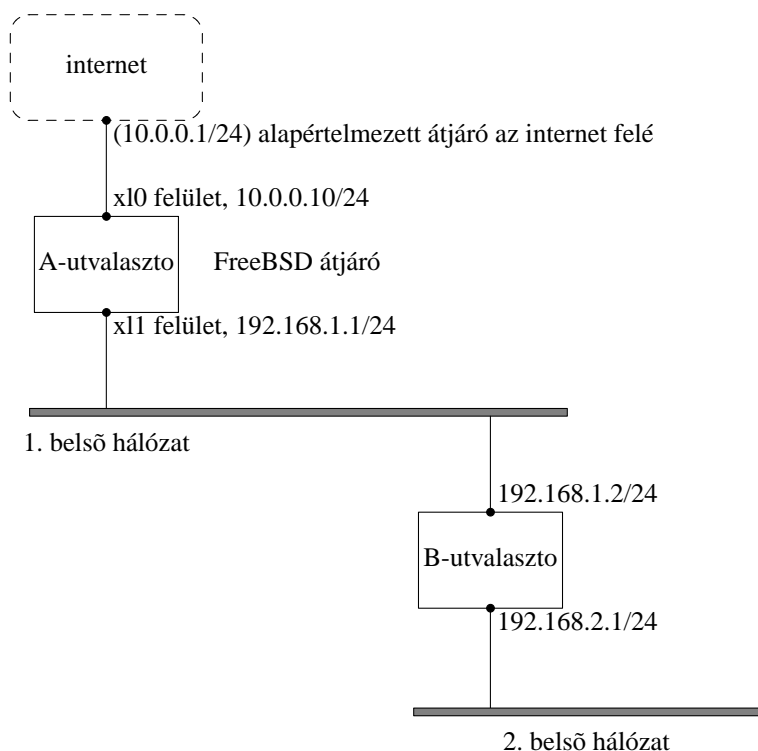 internet
(10.0.0.1/24) alapértelmezett átjáró az internet felé
xl0 felület, 10.0.0.10/24
A-utvalaszto
FreeBSD átjáró
xl1 felület, 192.168.1.1/24
1. belsõ hálózat
192.168.1.2/24
B-utvalaszto
192.168.2.1/24
2. belsõ hálózat